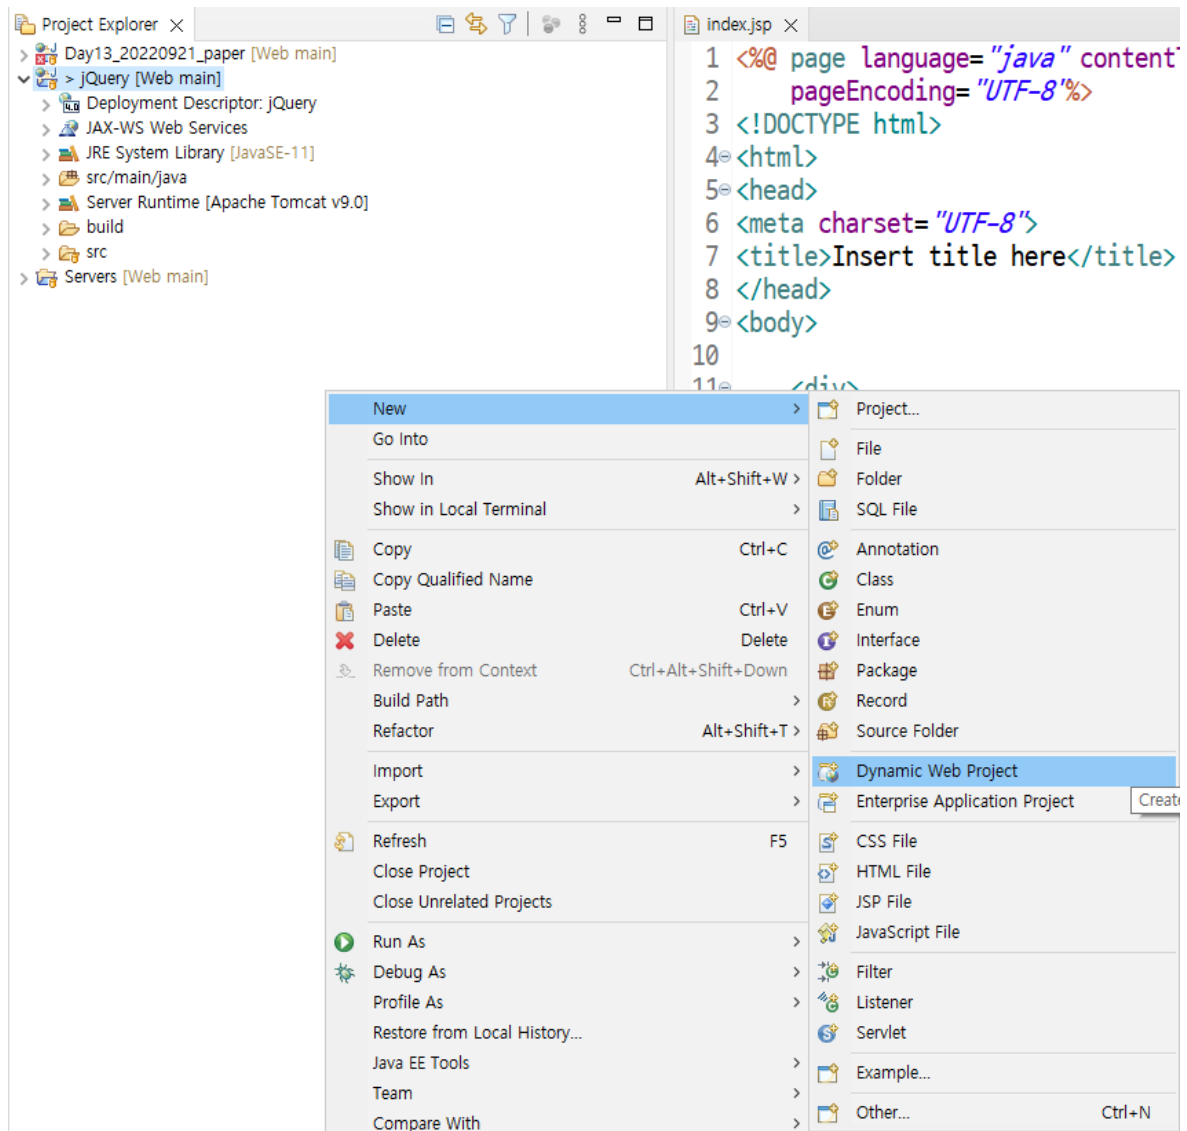 Project Explorer
Day13_20220921_paper [Web main]
> jQuery [Web main]
Deployment Descriptor: jQuery
JAX-WS Web Services
JRE System Library [JavaSE-11]
src/main/java
Server Runtime [Apache Tomcat v9.0]
build
src
Servers [Web main]
index.jsp
1 <%@ page language="java" content
2 pageEncoding="UTF-8"%>
3 <!DOCTYPE html>
4 <html>
5 <head>
6 <meta charset="UTF-8">
7 <title>Insert title here</title>
8 </head>
9 <body>
10
11 <div>
New
Go Into
Show In Alt+Shift+W >
Show in Local Terminal
Copy Ctrl+C
Copy Qualified Name
Paste Ctrl+V
Delete Delete
Remove from Context Ctrl+Alt+Shift+Down
Build Path
Refactor Alt+Shift+T >
Import
Export
Refresh F5
Close Project
Close Unrelated Projects
Run As
Debug As
Profile As
Restore from Local History...
Java EE Tools
Team
Compare With
Project...
File
Folder
SQL File
Annotation
Class
Enum
Interface
Package
Record
Source Folder
Dynamic Web Project
Enterprise Application Project
Create
CSS File
HTML File
JSP File
JavaScript File
Filter
Listener
Servlet
Example...
Other... Ctrl+N